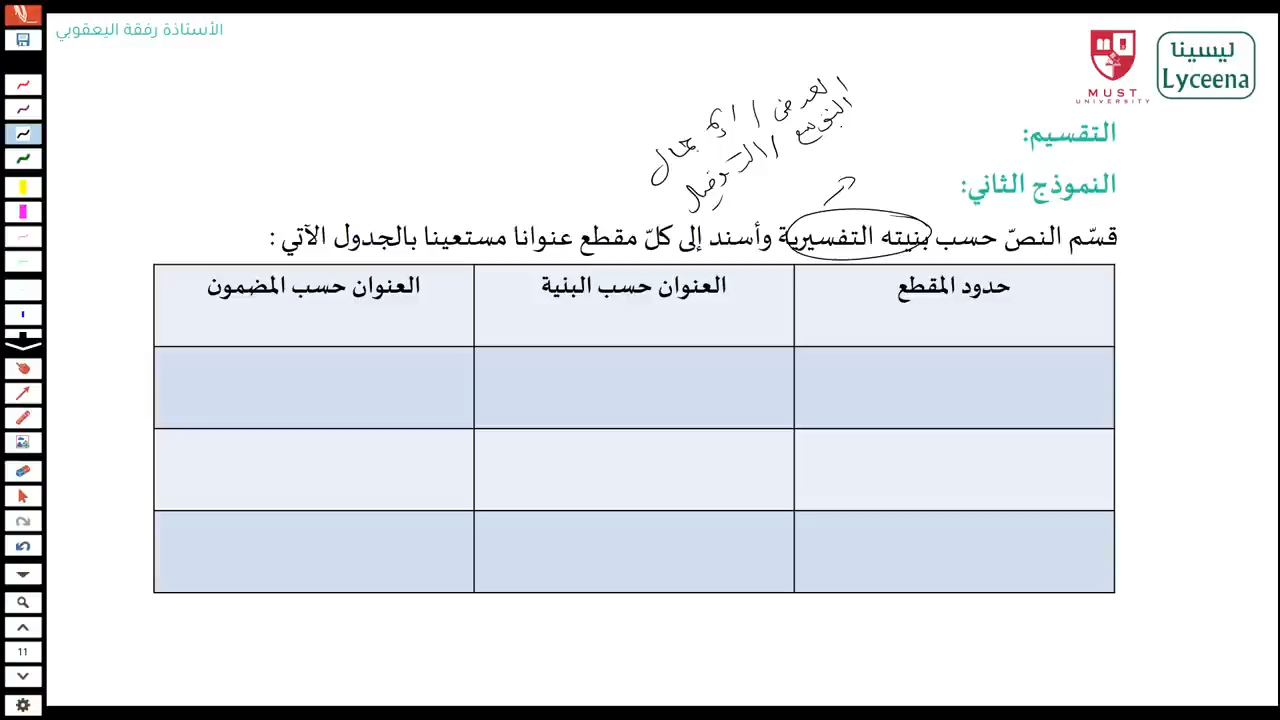 الأستاذة رفقة اليعقوبي
ليسينا
Lyceena
MUST
UNIVERSITY
العرض / الإجمال
التوسع / التفصيل
التقسيم:
النموذج الثاني:
قسّم النصّ حسب بنيته التفسيرية وأسند إلى كلّ مقطع عنوانا مستعينا بالجدول الآتي :
حدود المقطع العنوان حسب البنية العنوان حسب المضمون
11